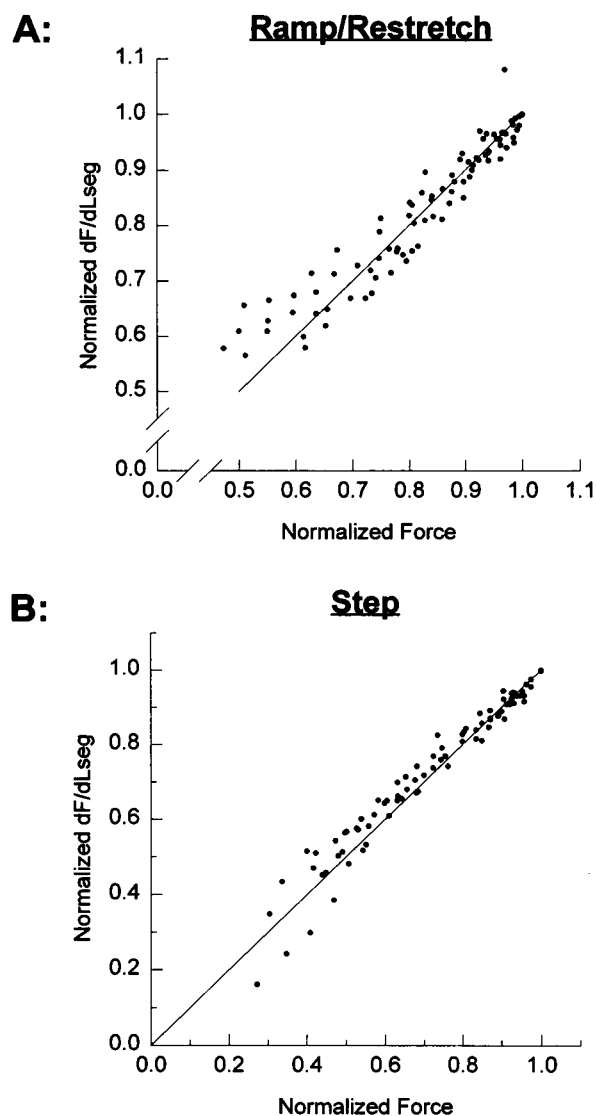 A:
Ramp/Restretch
1.1
1.0
0.9
0.8
0.7
0.6
0.5
0.0
Normalized dF/dLseg
0.0 0.5 0.6 0.7 0.8 0.9 1.0 1.1
Normalized Force
B:
Step
1.0
0.8
0.6
0.4
0.2
0.0
Normalized dF/dLseg
0.0 0.2 0.4 0.6 0.8 1.0
Normalized Force